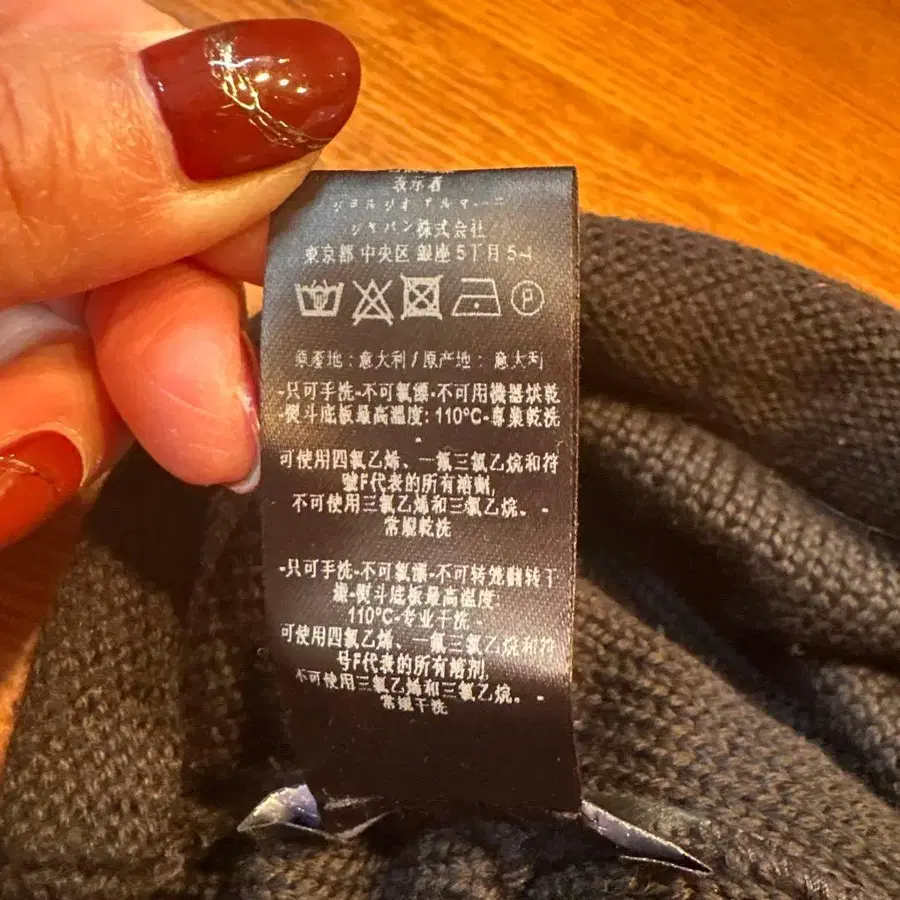 表示者
ジョルジオ アルマーニ
ジャパン株式会社
東京都 中央区 銀座 5丁目 5-4
P
原產地 : 意大利 / 原产地 : 意大利
-只可手洗-不可氯漂-不可用機器烘乾
-熨斗底板最高溫度: 110°C-專業乾洗
.
可使用四氯乙烯、一氟三氯乙烷和符
號F代表的所有溶劑,
不可使用三氯乙烯和三氯乙烷。 -
常規乾洗
-只可手洗-不可氯漂-不可转笼翻转干
燥-熨斗底板最高温度:
110°C-专业干洗 .
可使用四氯乙烯、一氟三氯乙烷和符
号F代表的所有溶剂,
不可使用三氯乙烯和三氯乙烷。 -
常规干洗